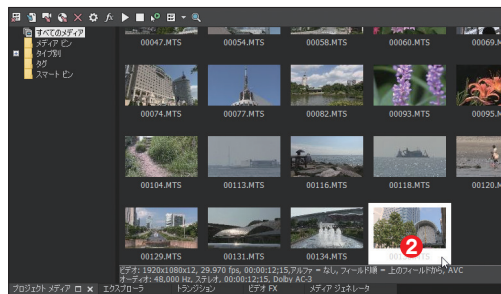 すべてのメディア
メディア ビン
タイプ別
タグ
スマート ビン
00047.MTS 00054.MTS 00058.MTS 00060.MTS 00069.M
00074.MTS 00077.MTS 00082.MTS 00093.MTS 00095.M
00104.MTS 00113.MTS 00116.MTS 00118.MTS 00120.M
00129.MTS 00131.MTS 00134.MTS
2
ビデオ: 1920x1080x12, 29.970 fps, 00:00:12;15,アルファ = なし, フィールド順 = 上のフィールドから, AVC
オーディオ: 48,000 Hz, ステレオ, 00:00:12;15, Dolby AC-3
プロジェクト メディア エクスプローラ トランジション ビデオ FX メディア ジェネレータ